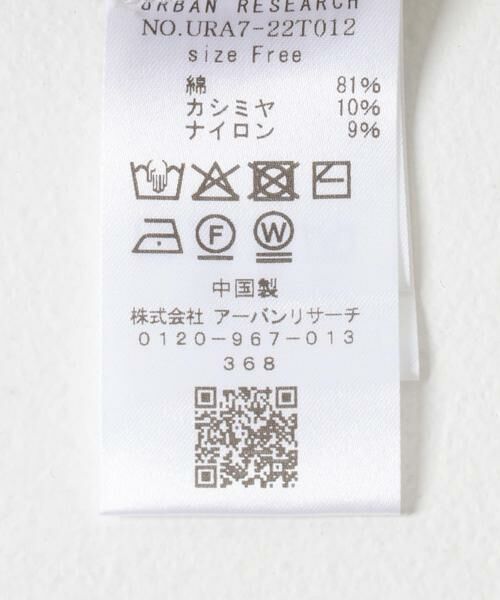 URBAN RESEARCH
NO.URA7-22T012
size Free
綿 81%
カシミヤ 10%
ナイロン 9%
F W
中国製
株式会社 アーバンリサーチ
0120-967-013
368